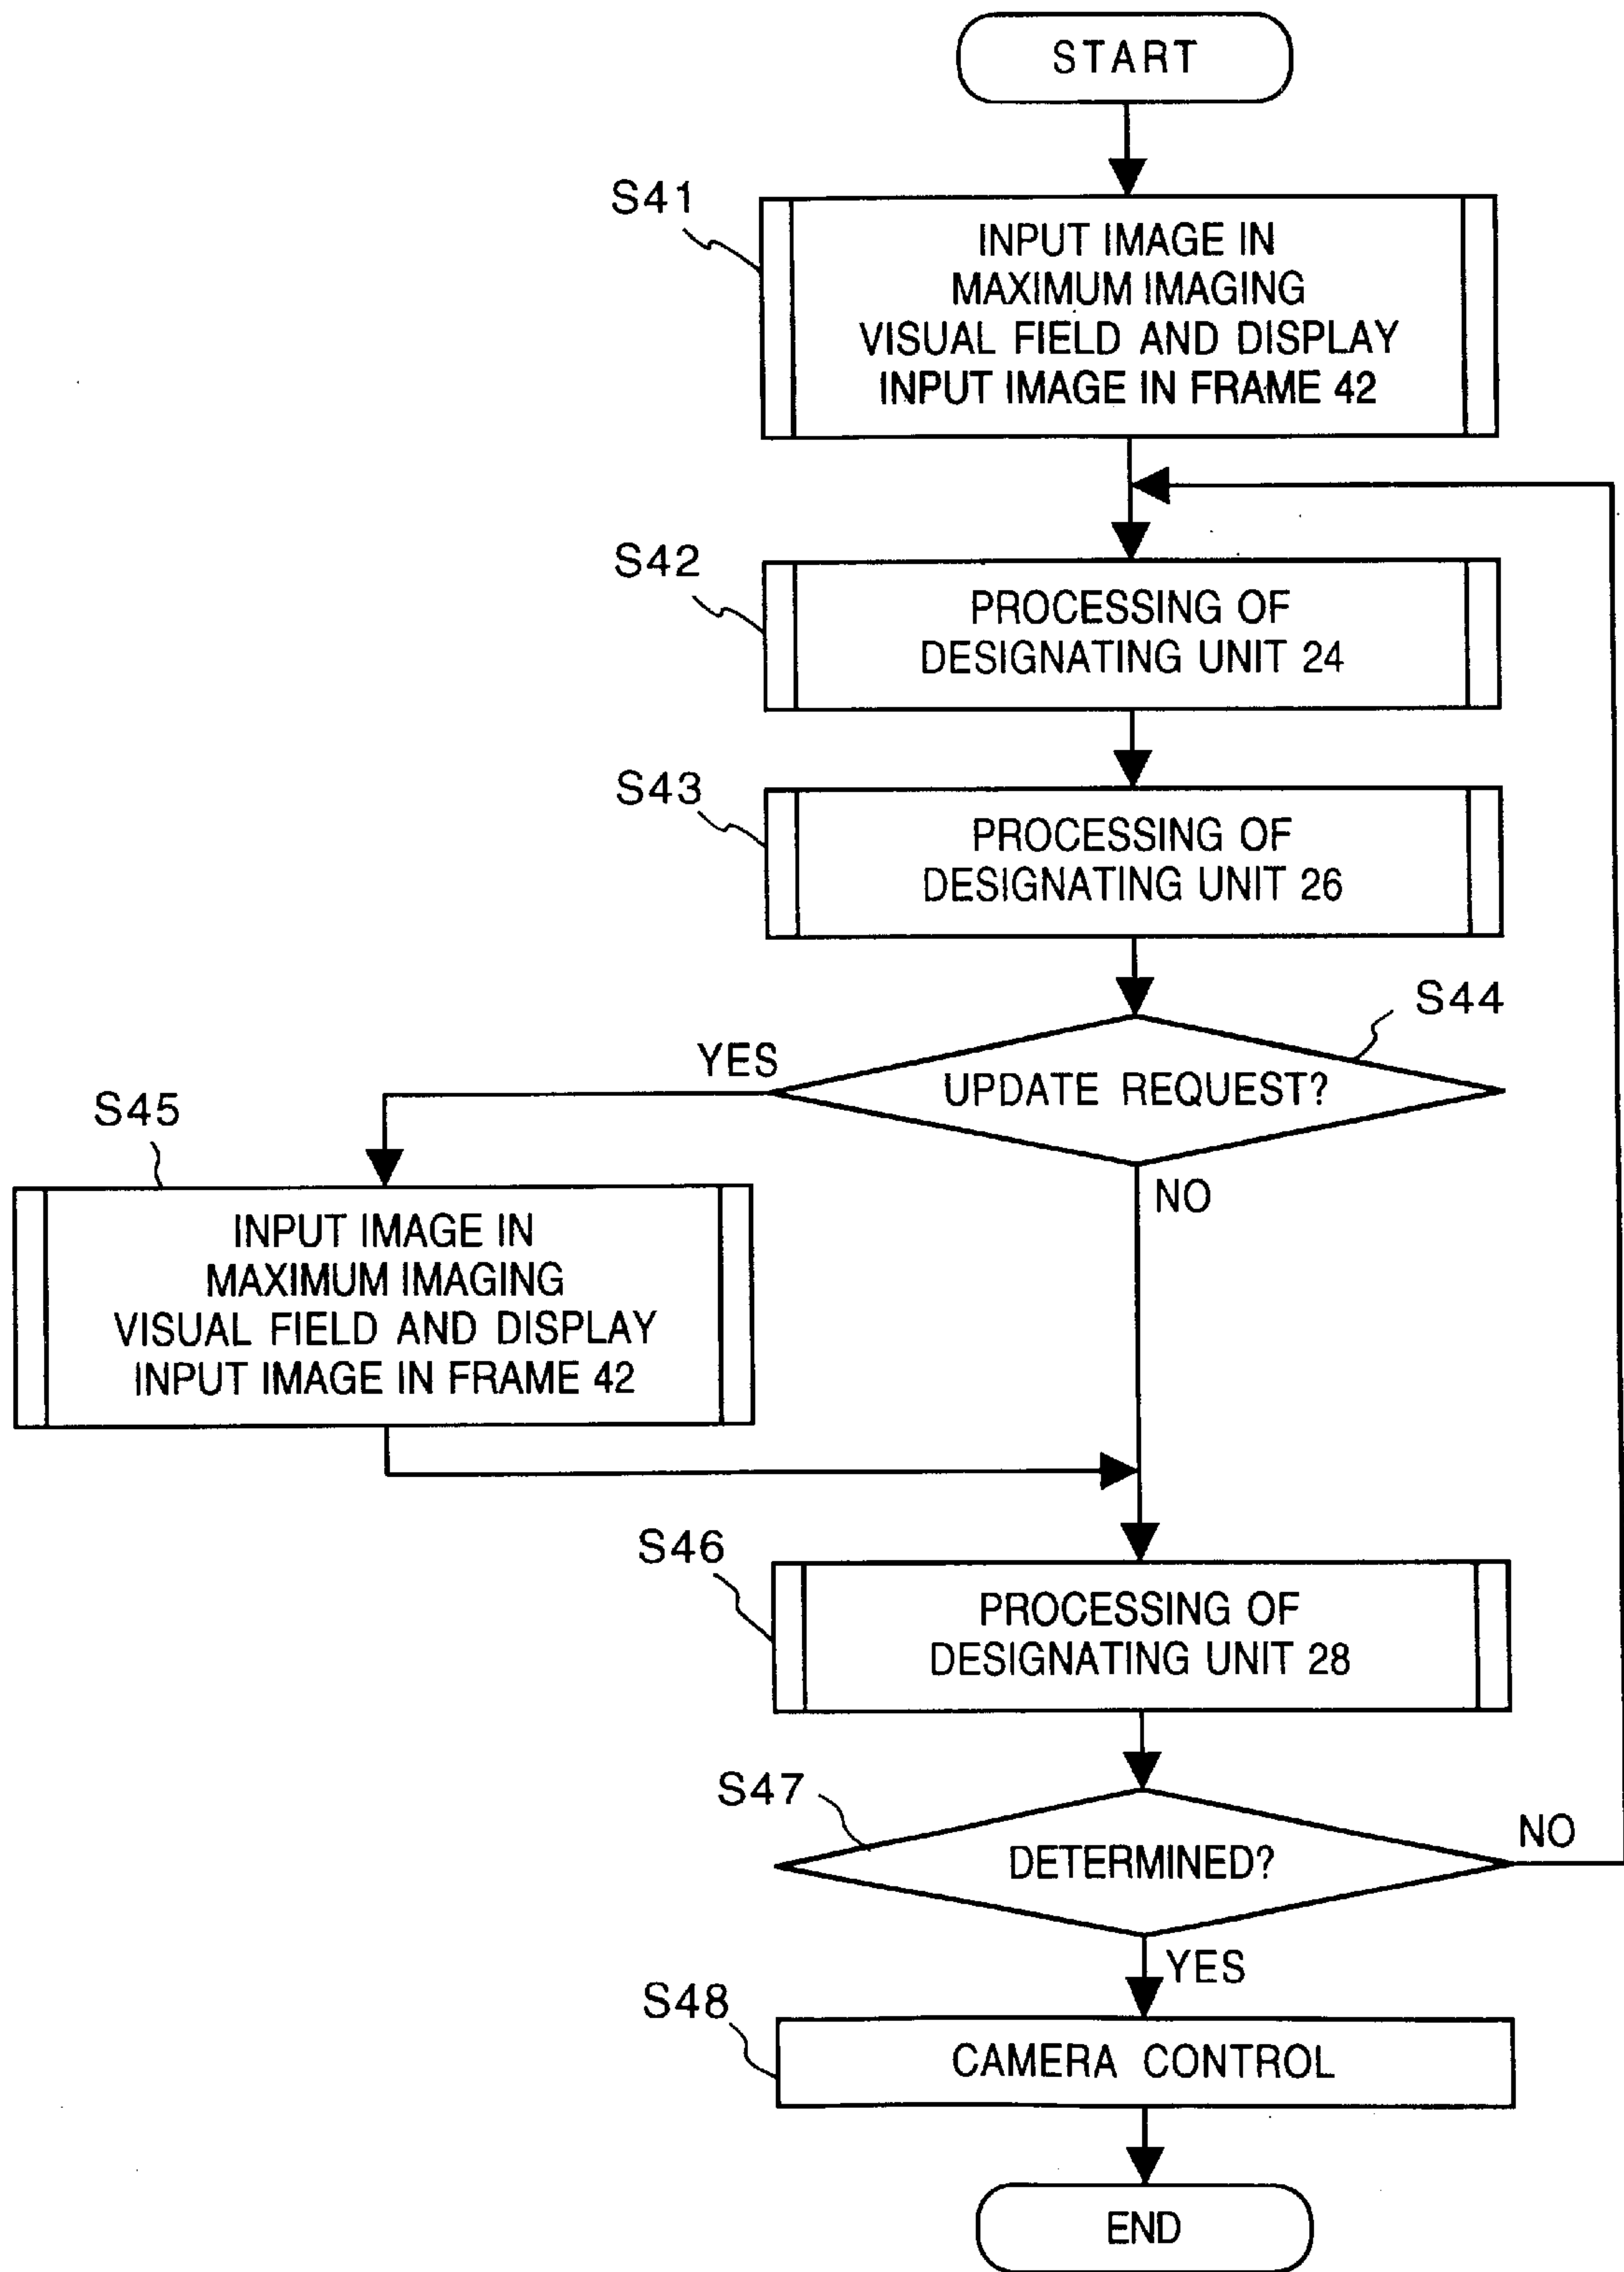 START
S41
INPUT IMAGE IN
MAXIMUM IMAGING
VISUAL FIELD AND DISPLAY
INPUT IMAGE IN FRAME 42
S42
PROCESSING OF
DESIGNATING UNIT 24
S43
PROCESSING OF
DESIGNATING UNIT 26
S44
YES
UPDATE REQUEST?
S45
NO
INPUT IMAGE IN
MAXIMUM IMAGING
VISUAL FIELD AND DISPLAY
INPUT IMAGE IN FRAME 42
S46
PROCESSING OF
DESIGNATING UNIT 28
S47
NO
DETERMINED?
YES
S48
CAMERA CONTROL
END